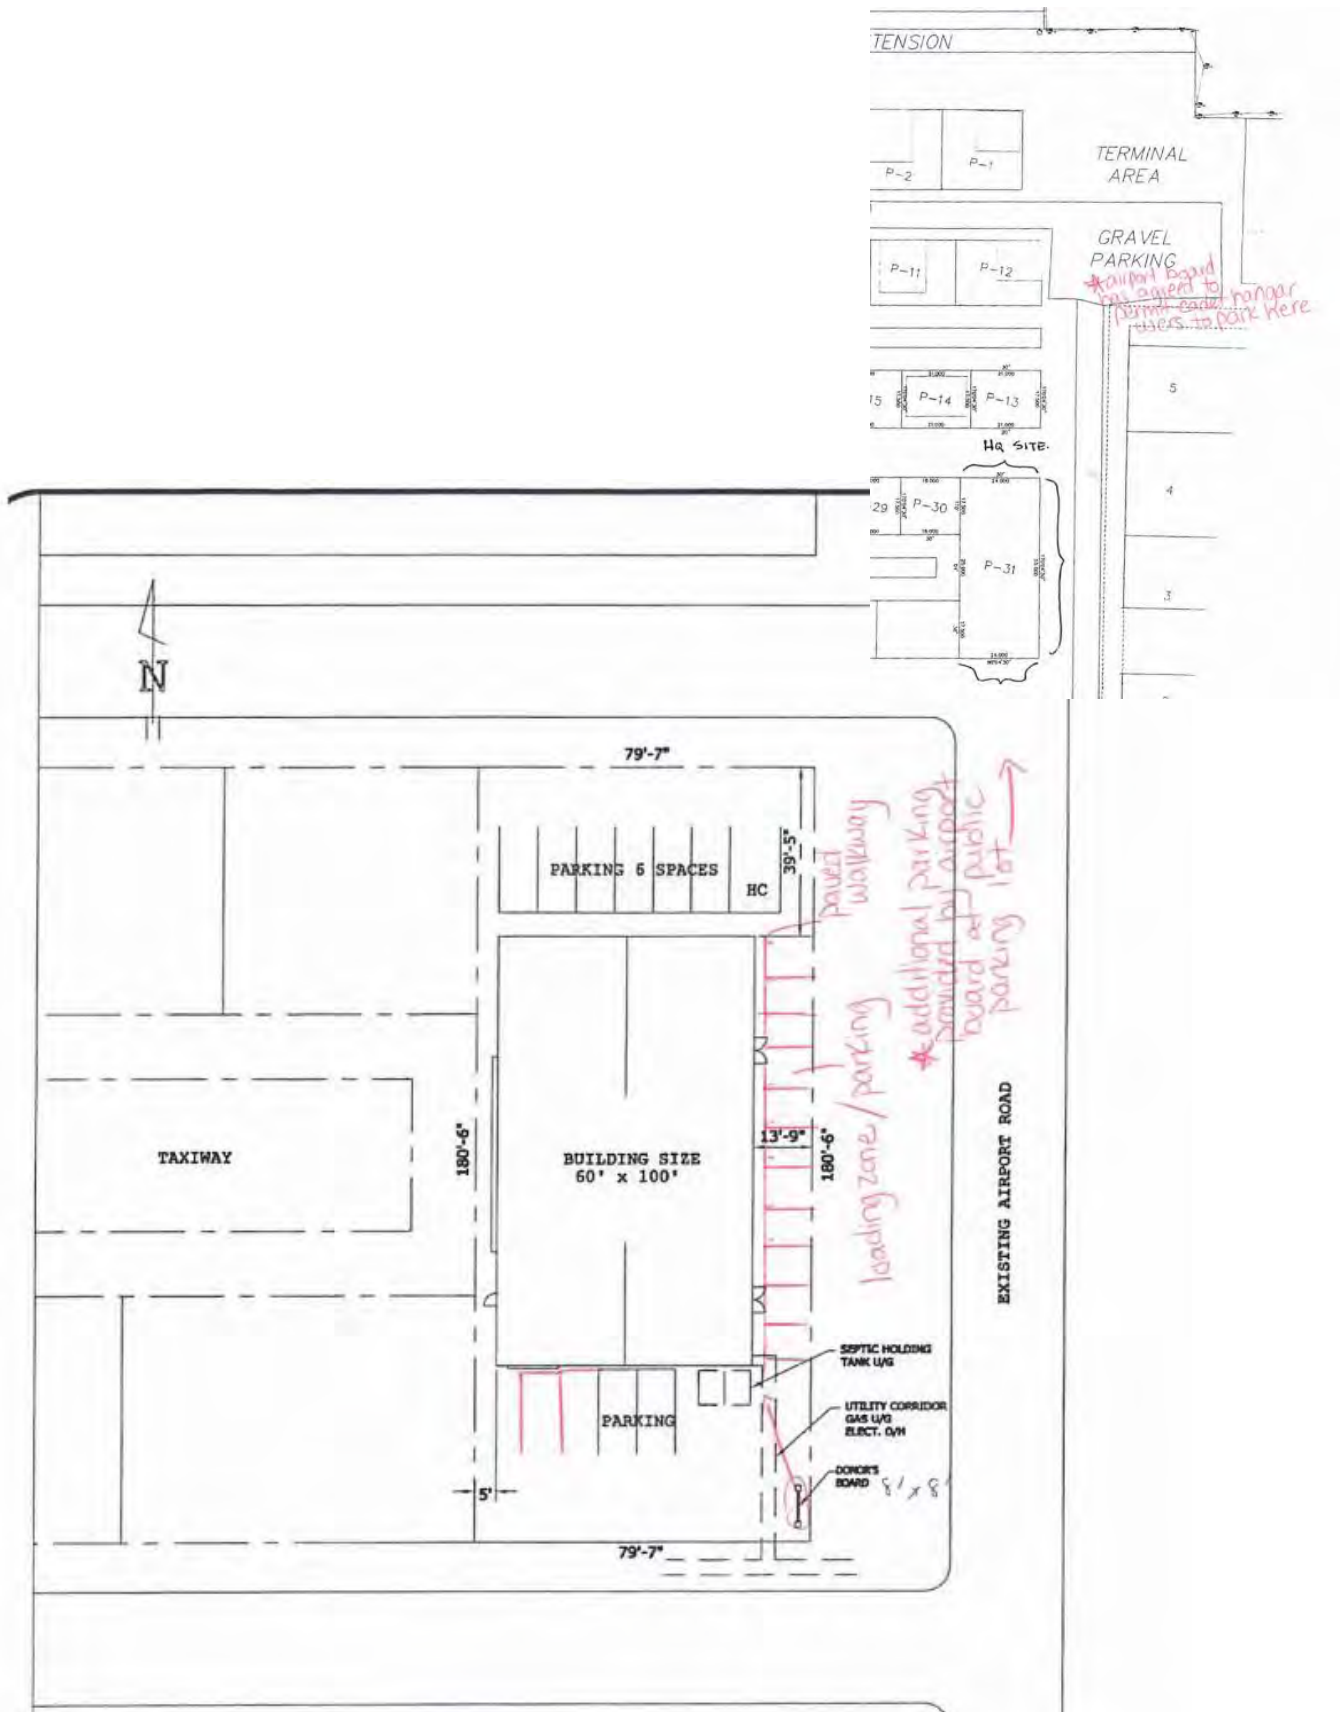 TENSION
TERMINAL
AREA
P-2
P-1
GRAVEL
PARKING
*airport board
has agreed to
permit cadet hangar
users to park here
P-11
P-12
15
P-14
P-13
5
HQ SITE.
4
29
P-30
P-31
3
N
79'-7"
39'-5"
PARKING 6 SPACES
HC
paved
walkway
*additional parking
provided by airport
board at public
parking lot
loading zone/parking
TAXIWAY
180'-6"
BUILDING SIZE
60' x 100'
13'-9"
180'-6"
EXISTING AIRPORT ROAD
SEPTIC HOLDING
TANK U/G
PARKING
UTILITY CORRIDOR
GAS U/G
ELECT. O/H
DONOR'S
BOARD 8' x 8'
5'
79'-7"